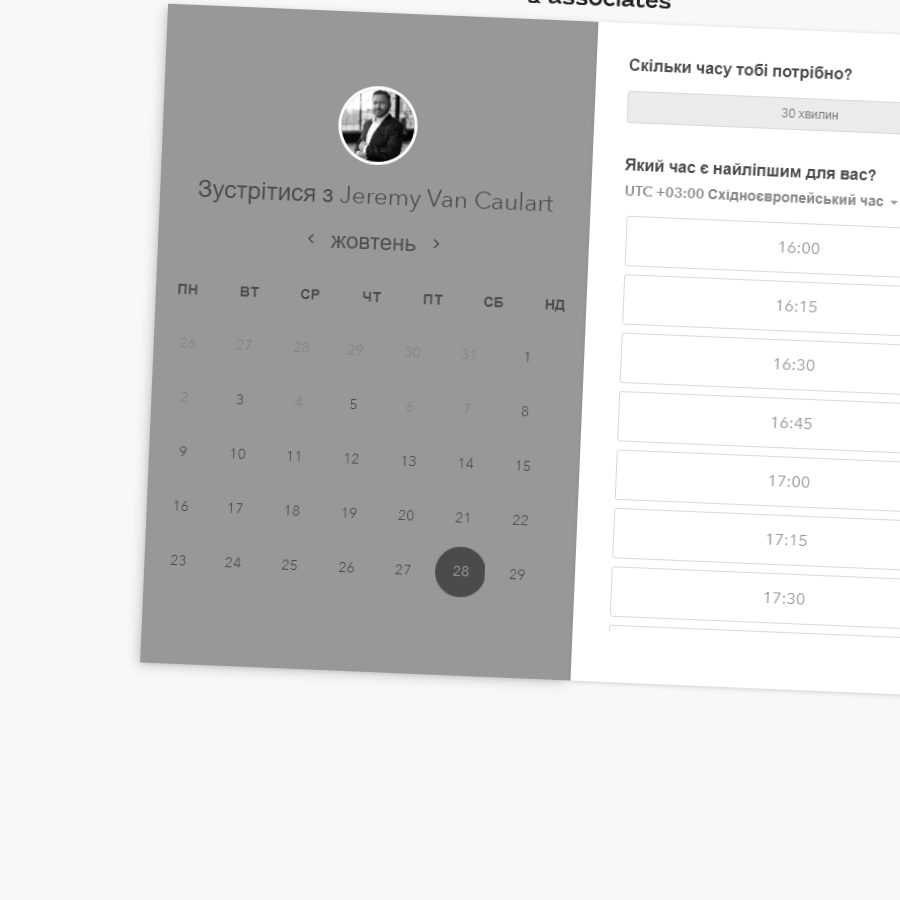 & associates
Зустрітися з Jeremy Van Caulart
жовтень
ПН ВТ СР ЧТ ПТ СБ НД
26 27 28 29 30 31 1
2 3 4 5 6 7 8
9 10 11 12 13 14 15
16 17 18 19 20 21 22
23 24 25 26 27 28 29
Скільки часу тобі потрібно?
30 хвилин
Який час є найліпшим для вас?
UTC +03:00 Східноєвропейський час
16:00
16:15
16:30
16:45
17:00
17:15
17:30